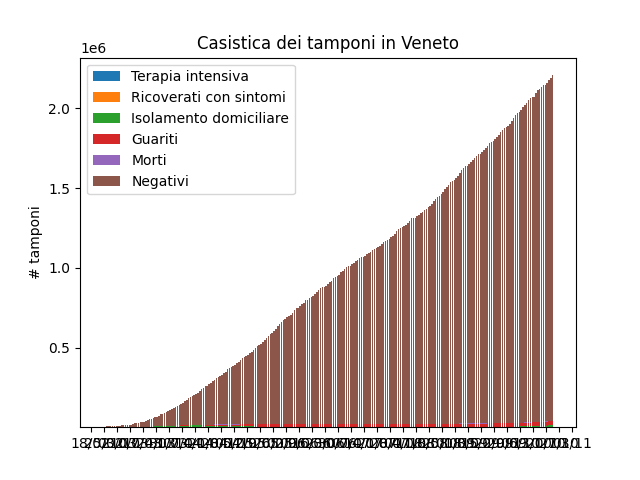 Casistica dei tamponi in Veneto
1e6
Terapia intensiva
Ricoverati con sintomi
Isolamento domiciliare
Guariti
Morti
Negativi
2.0
1.5
1.0
0.5
# tamponi